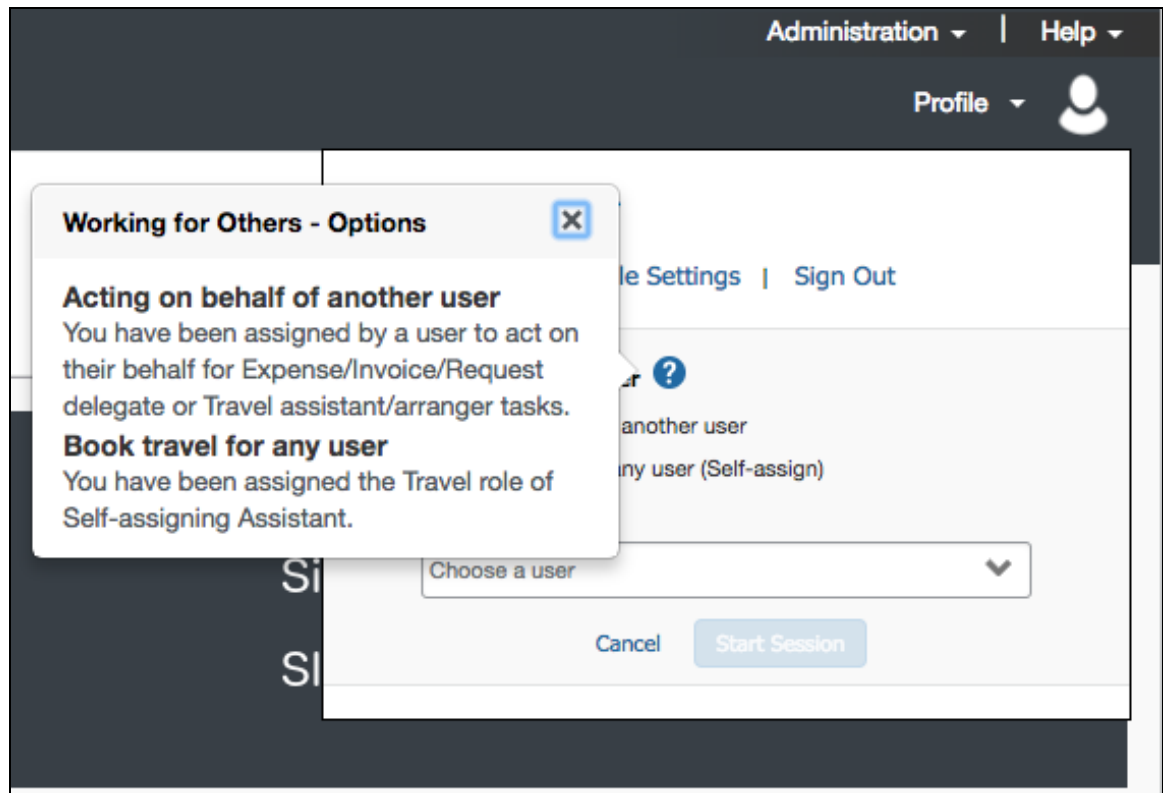 Administration | Help
Profile
Working for Others - Options
le Settings | Sign Out
Acting on behalf of another user
You have been assigned by a user to act on
their behalf for Expense/Invoice/Request
delegate or Travel assistant/arranger tasks.
another user
Book travel for any user
any user (Self-assign)
You have been assigned the Travel role of
Self-assigning Assistant.
Si
Choose a user
Cancel Start Session